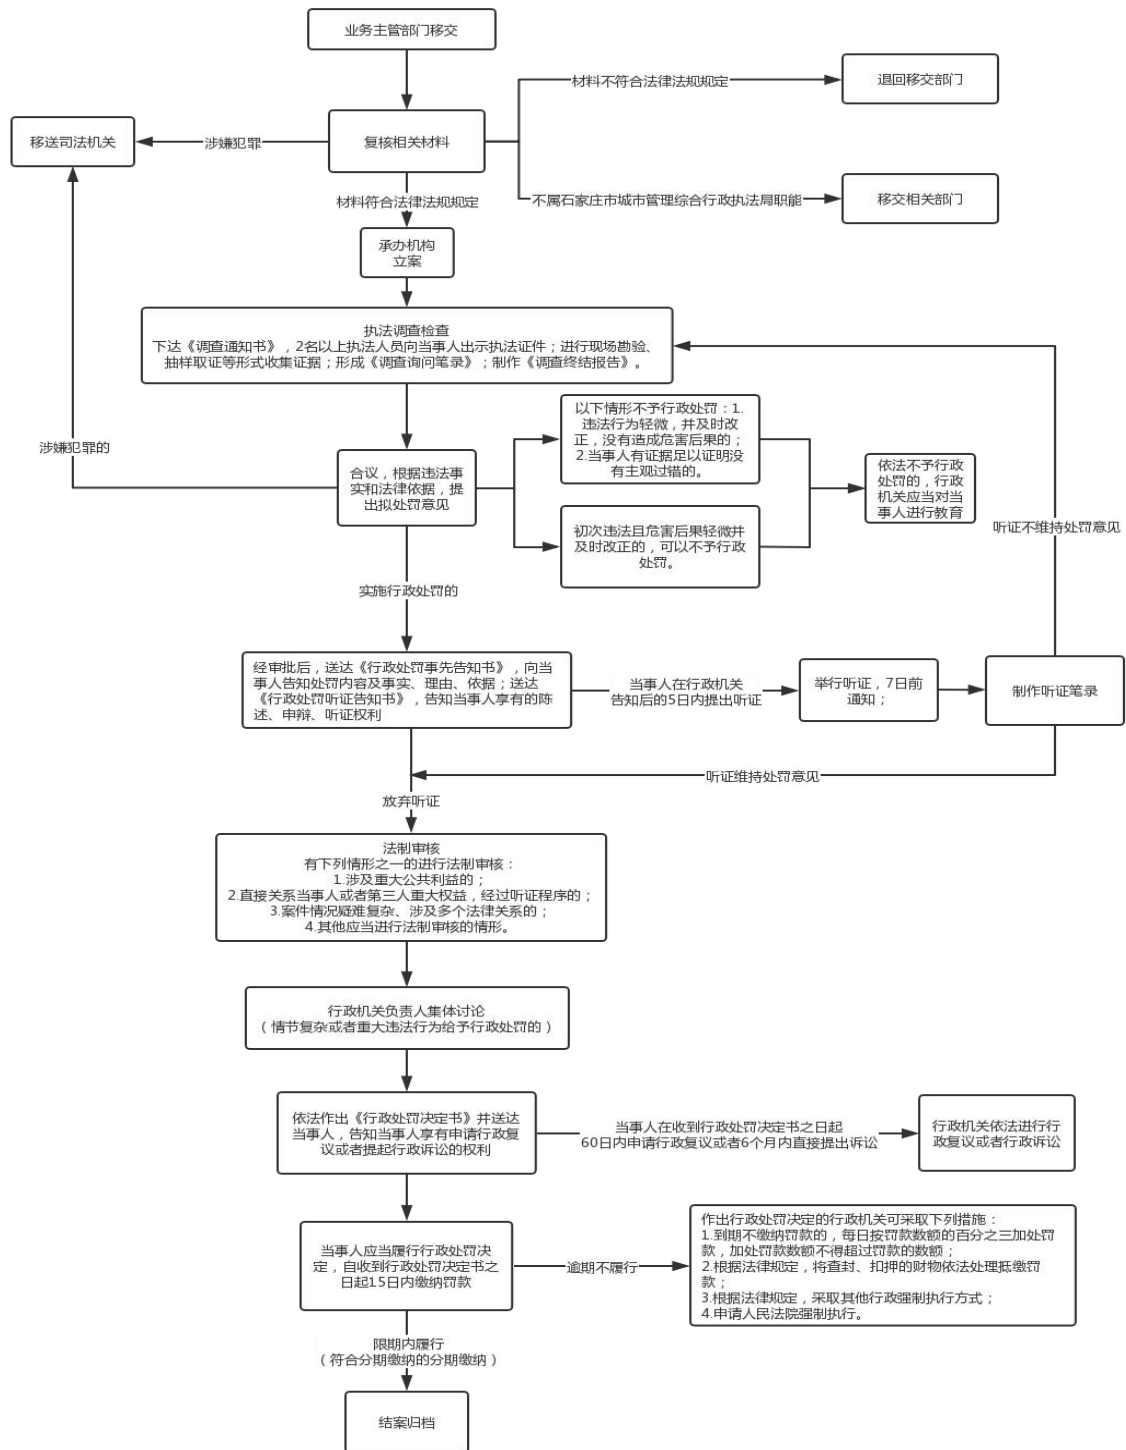 业务主管部门移交
材料不符合法律法规规定
退回移交部门
移送司法机关
涉嫌犯罪
复核相关材料
不属石家庄市城市管理综合行政执法局职能
移交相关部门
材料符合法律法规规定
承办机构
立案
执法调查检查
下达《调查通知书》，2名以上执法人员向当事人出示执法证件；进行现场勘验、
抽样取证等形式收集证据；形成《调查询问笔录》；制作《调查终结报告》。
涉嫌犯罪的
合议，根据违法事
实和法律依据，提
出拟处罚意见
以下情形不予行政处罚：1.
违法行为轻微，并及时改
正，没有造成危害后果的；
2.当事人有证据足以证明没
有主观过错的。
初次违法且危害后果轻微并
及时改正的，可以不予行政
处罚。
依法不予行政
处罚的，行政
机关应当对当
事人进行教育
听证不维持处罚意见
实施行政处罚的
经审批后，送达《行政处罚事先告知书》，向当
事人告知处罚内容及事实、理由、依据；送达
《行政处罚听证告知书》，告知当事人享有的陈
述、申辩、听证权利
当事人在行政机关
告知后的5日内提出听证
举行听证，7日前
通知；
制作听证笔录
听证维持处罚意见
放弃听证
法制审核
有下列情形之一的进行法制审核：
1.涉及重大公共利益的；
2.直接关系当事人或者第三人重大权益，经过听证程序的；
3.案件情况疑难复杂、涉及多个法律关系的；
4.其他应当进行法制审核的情形。
行政机关负责人集体讨论
（情节复杂或者重大违法行为给予行政处罚的）
依法作出《行政处罚决定书》并送达
当事人，告知当事人享有申请行政复
议或者提起行政诉讼的权利
当事人在收到行政处罚决定书之日起
60日内申请行政复议或者6个月内直接提出诉讼
行政机关依法进行行
政复议或者行政诉讼
当事人应当履行行政处罚决
定，自收到行政处罚决定书之
日起15日内缴纳罚款
逾期不履行
作出行政处罚决定的行政机关可采取下列措施：
1.到期不缴纳罚款的，每日按罚款数额的百分之三加处罚
款，加处罚款数额不得超过罚款的数额；
2.根据法律规定，将查封、扣押的财物依法处理抵缴罚
款；
3.根据法律规定，采取其他行政强制执行方式；
4.申请人民法院强制执行。
限期内履行
（符合分期缴纳的分期缴纳）
结案归档